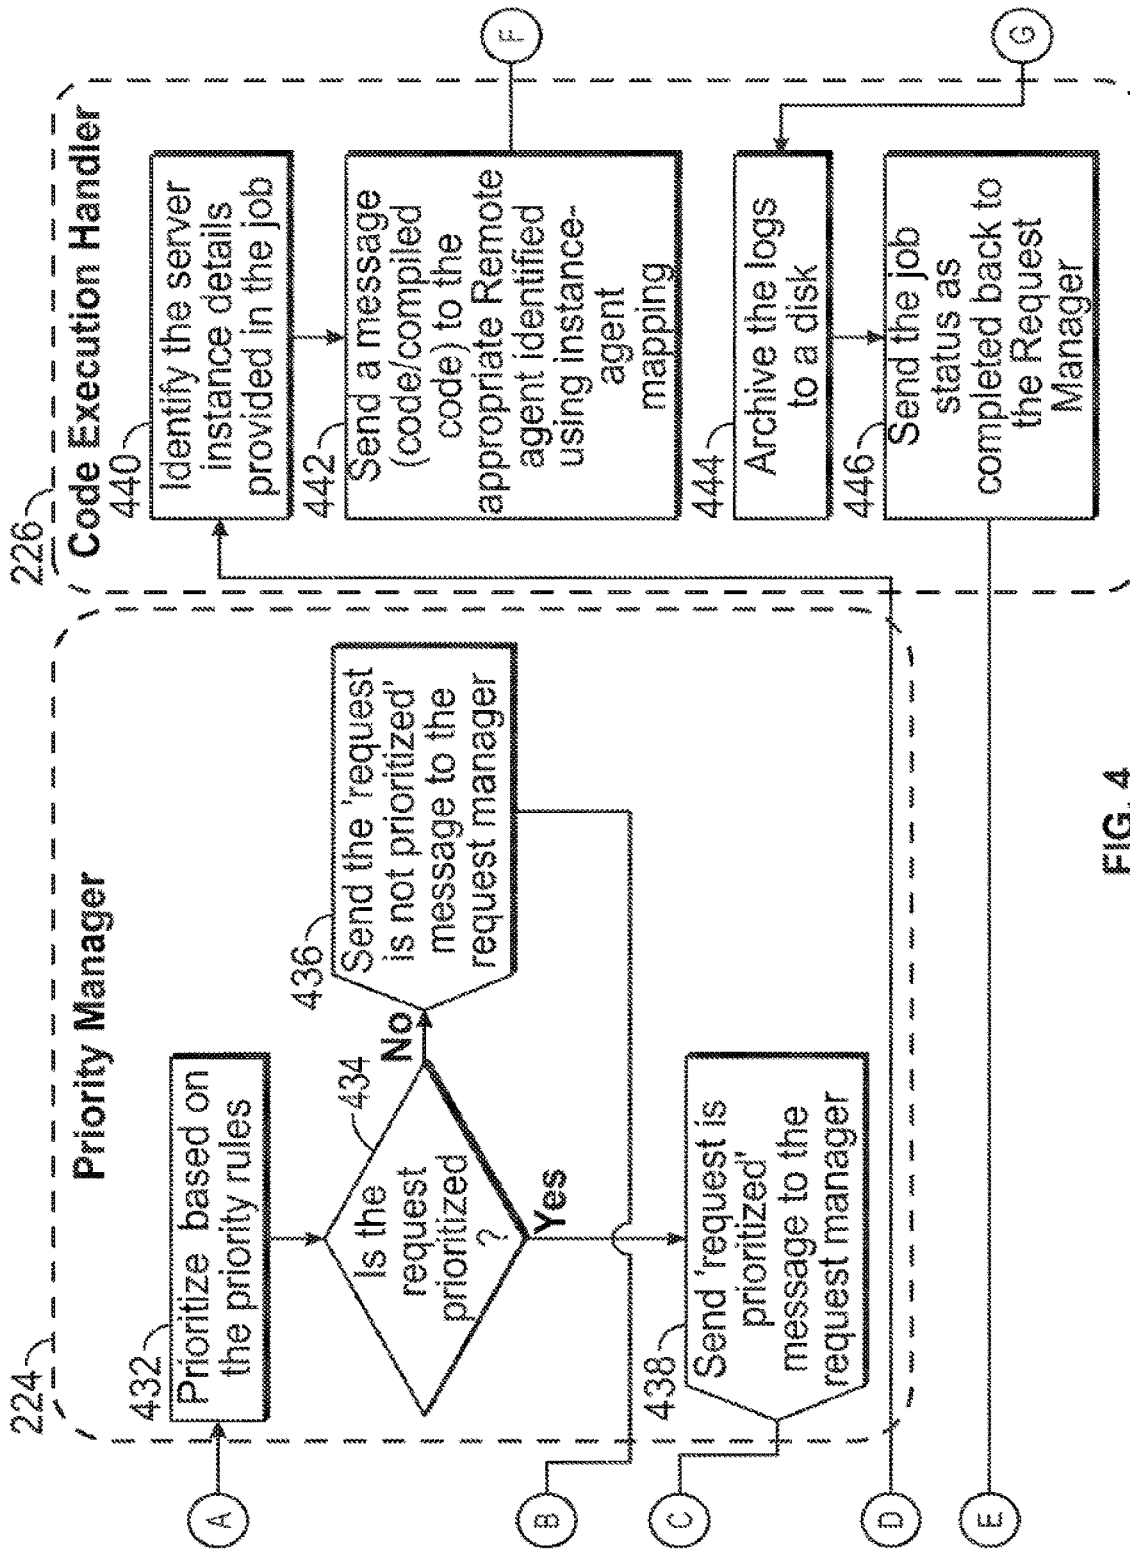 224
Priority Manager
A
432
Prioritize based on
the priority rules
434
Is the
request
prioritized
?
No
Yes
436
Send the 'request
is not prioritized'
message to the
request manager
B
438
Send 'request is
prioritized'
message to the
request manager
C
D
E
226
Code Execution Handler
440
Identify the server
instance details
provided in the job
442
Send a message
(code/compiled
code) to the
appropriate Remote
agent identified
using instance-
agent
mapping
F
444
Archive the logs
to a disk
G
446
Send the job
status as
completed back to
the Request
Manager
FIG. 4